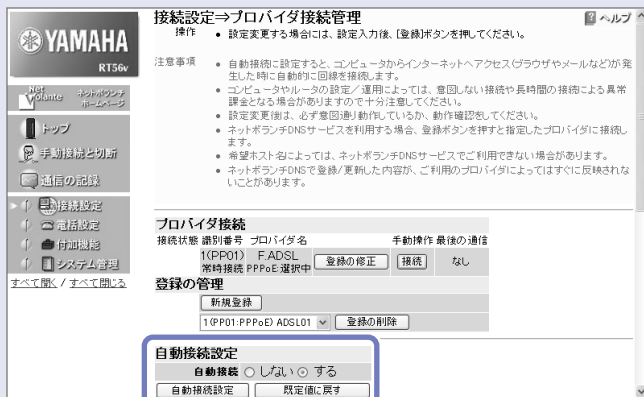 YAMAHA
RT56v
Net Volante ネットボランチ ホームページ
トップ
手動接続と切断
通信の記録
接続設定
電話設定
付加機能
システム管理
すべて開く / すべて閉じる
接続設定⇒プロバイダ接続管理
ヘルプ
操作
• 設定変更する場合には、設定入力後、[登録]ボタンを押してください。
注意事項
• 自動接続に設定すると、コンピュータからインターネットへアクセス(ブラウザやメールなど)が発
生した時に自動的に回線を接続します。
• コンピュータやルータの設定／運用によっては、意図しない接続や長時間の接続による異常
課金となる場合がありますので十分注意してください。
• 設定変更後は、必ず意図通り動作しているか、動作確認をしてください。
• ネットボランチDNSサービスを利用する場合、登録ボタンを押すと指定したプロバイダに接続し
ます。
• 希望ホスト名によっては、ネットボランチDNSサービスでご利用できない場合があります。
• ネットボランチDNSで登録/更新した内容が、ご利用のプロバイダによってはすぐに反映されな
いことがあります。
プロバイダ接続
接続状態 識別番号 プロバイダ名 手動操作 最後の通信
1(PP01) F.ADSL 登録の修正 接続 なし
常時接続 PPPoE:選択中
登録の管理
新規登録
1(PP01:PPPoE) ADSL01 登録の削除
自動接続設定
自動接続 しない する
自動接続設定 既定値に戻す